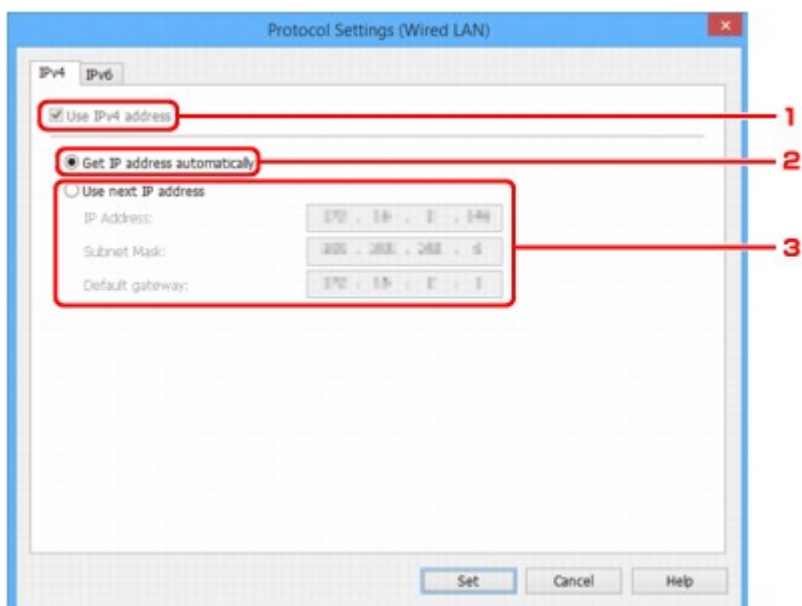 Protocol Settings (Wired LAN)
IPv4 IPv6
Use IPv4 address
1
Get IP address automatically
2
Use next IP address
IP Address:
Subnet Mask:
3
Default gateway:
Set Cancel Help